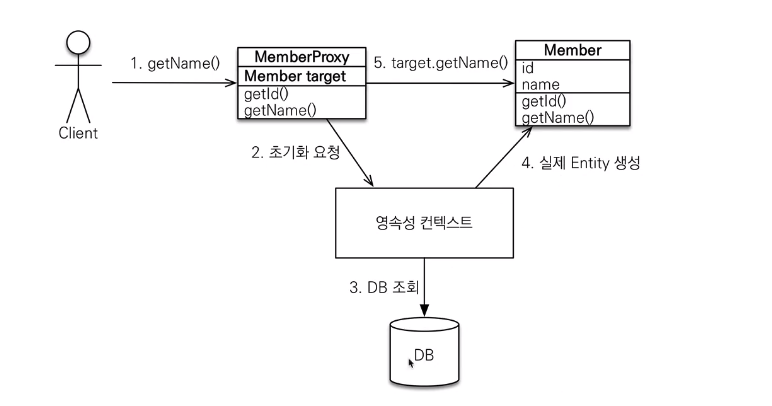 1. getName()
Client
MemberProxy
Member target
getId()
getName()
5. target.getName()
Member
id
name
getId()
getName()
2. 초기화 요청
4. 실제 Entity 생성
영속성 컨텍스트
3. DB 조회
DB